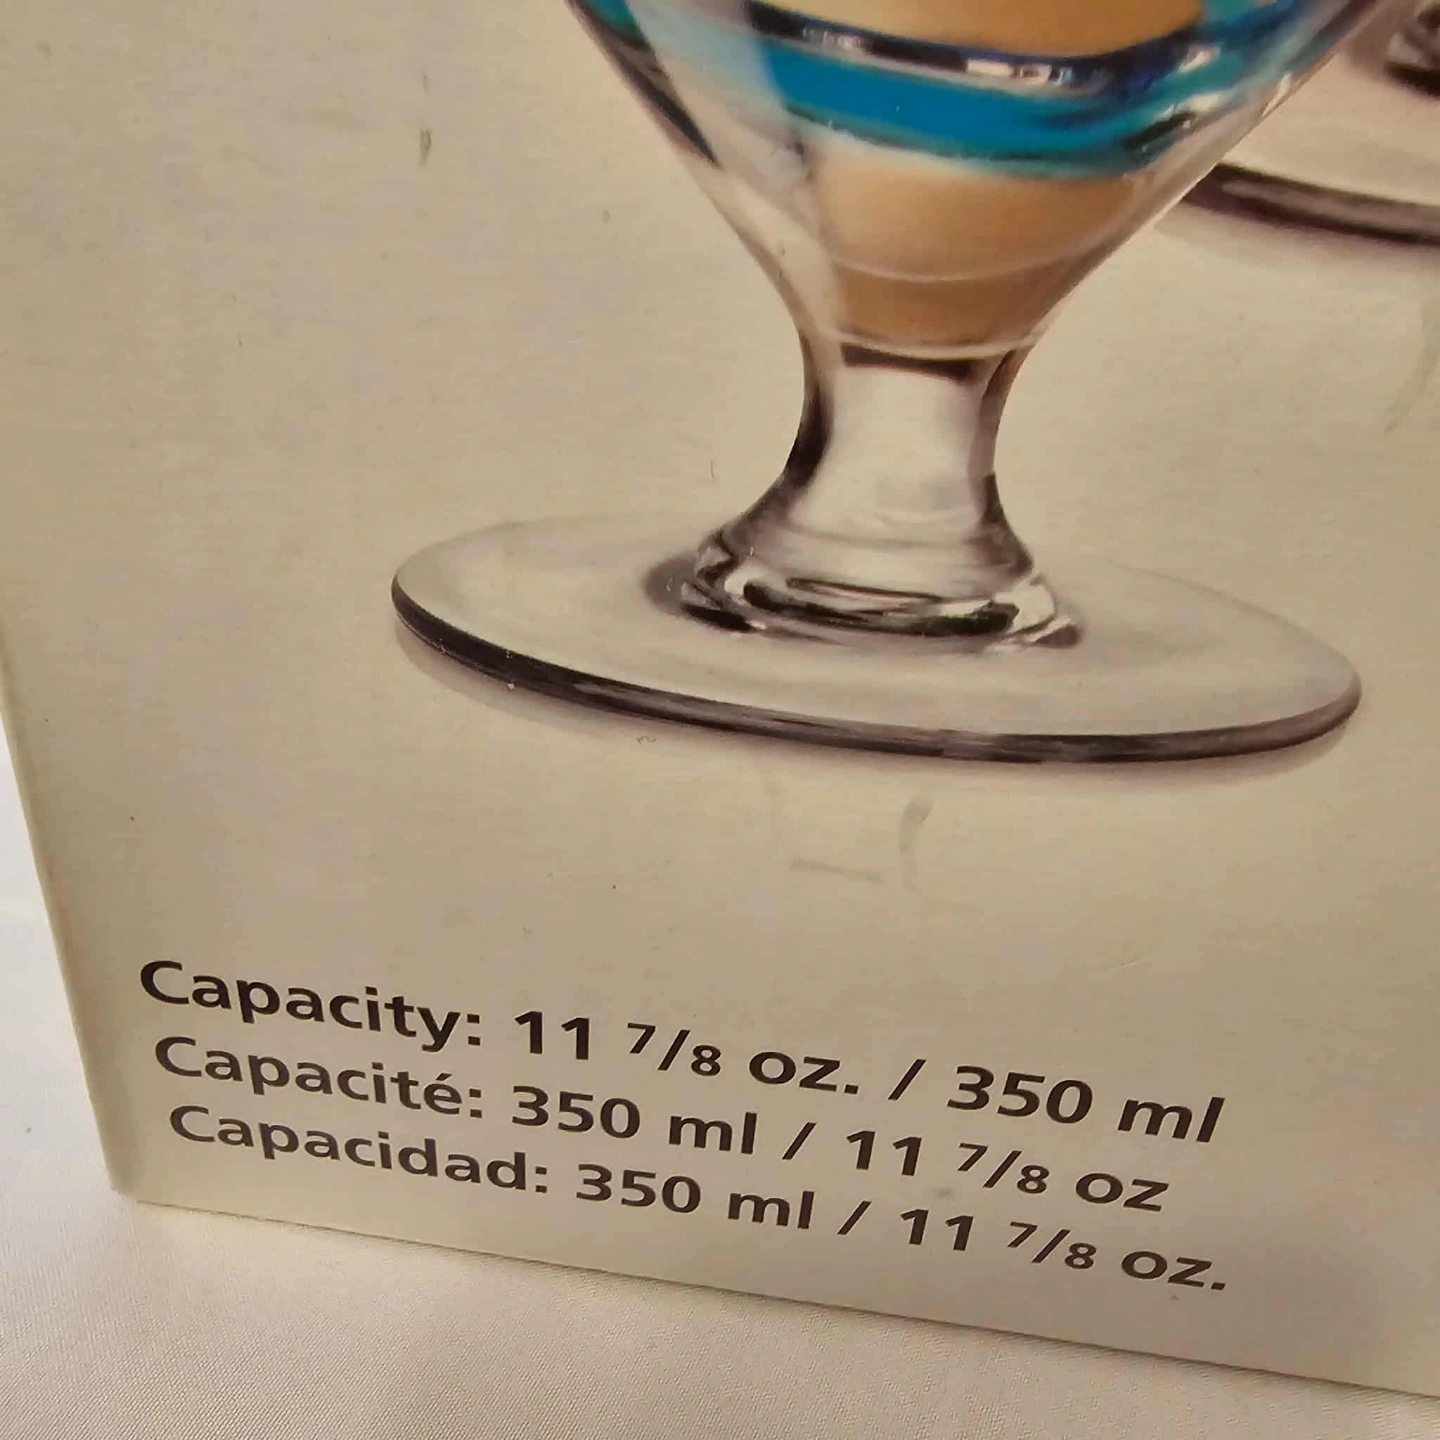 Capacity: 11 ⁷/₈ oz. / 350 ml
Capacité: 350 ml / 11 ⁷/₈ oz
Capacidad: 350 ml / 11 ⁷/₈ oz.